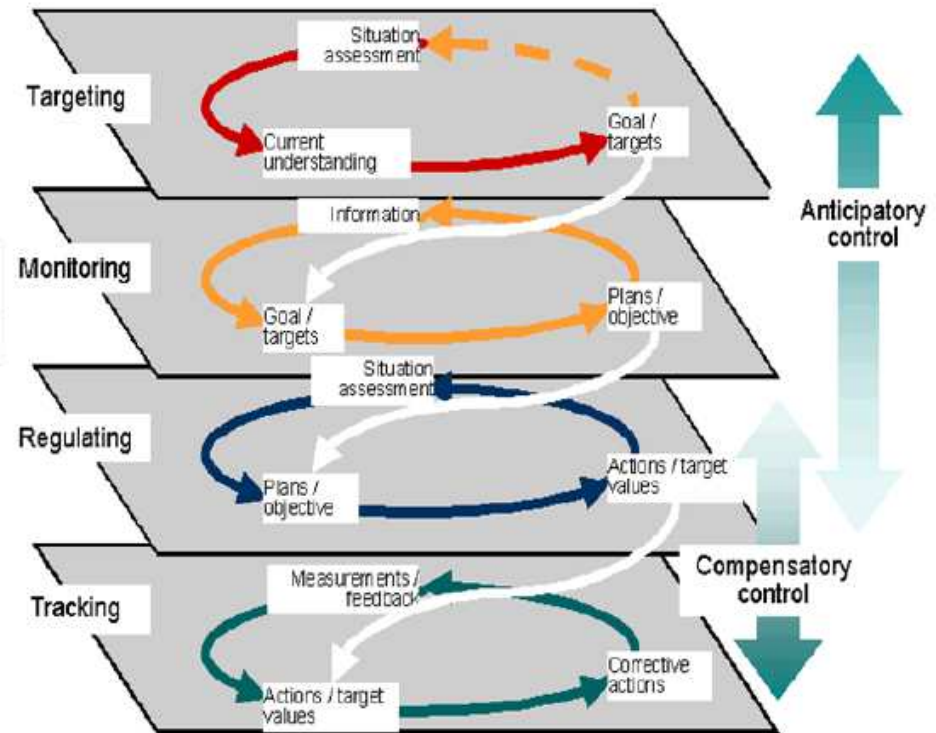 Situation
assessment
Targeting
Goal /
targets
Current
understanding
Anticipatory
control
Information
Monitoring
Plans /
objective
Goal /
targets
Situation
assessment
Regulating
Actions / target
values
Plans /
objective
Compensatory
control
Measurements /
feedback
Tracking
Corrective
actions
Actions / target
values